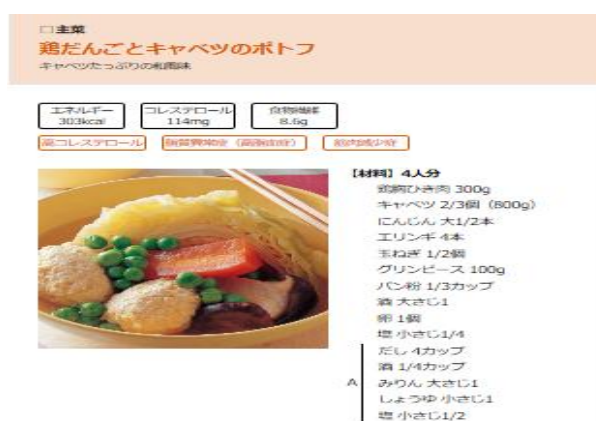 □主菜
鶏だんごとキャベツのポトフ
キャベツたっぷりの和風味
エネルギー
303kcal
コレステロール
114mg
食物繊維
8.6g
高コレステロール
脂質異常症（高脂血症）
筋肉減少症
【材料】4人分
鶏胸ひき肉 300g
キャベツ 2/3個（800g）
にんじん 大1/2本
エリンギ 4本
玉ねぎ 1/2個
グリンピース 100g
パン粉 1/3カップ
酒 大さじ1
卵 1個
塩 小さじ1/4
だし 4カップ
酒 1/4カップ
A みりん 大さじ1
しょうゆ 小さじ1
塩 小さじ1/2